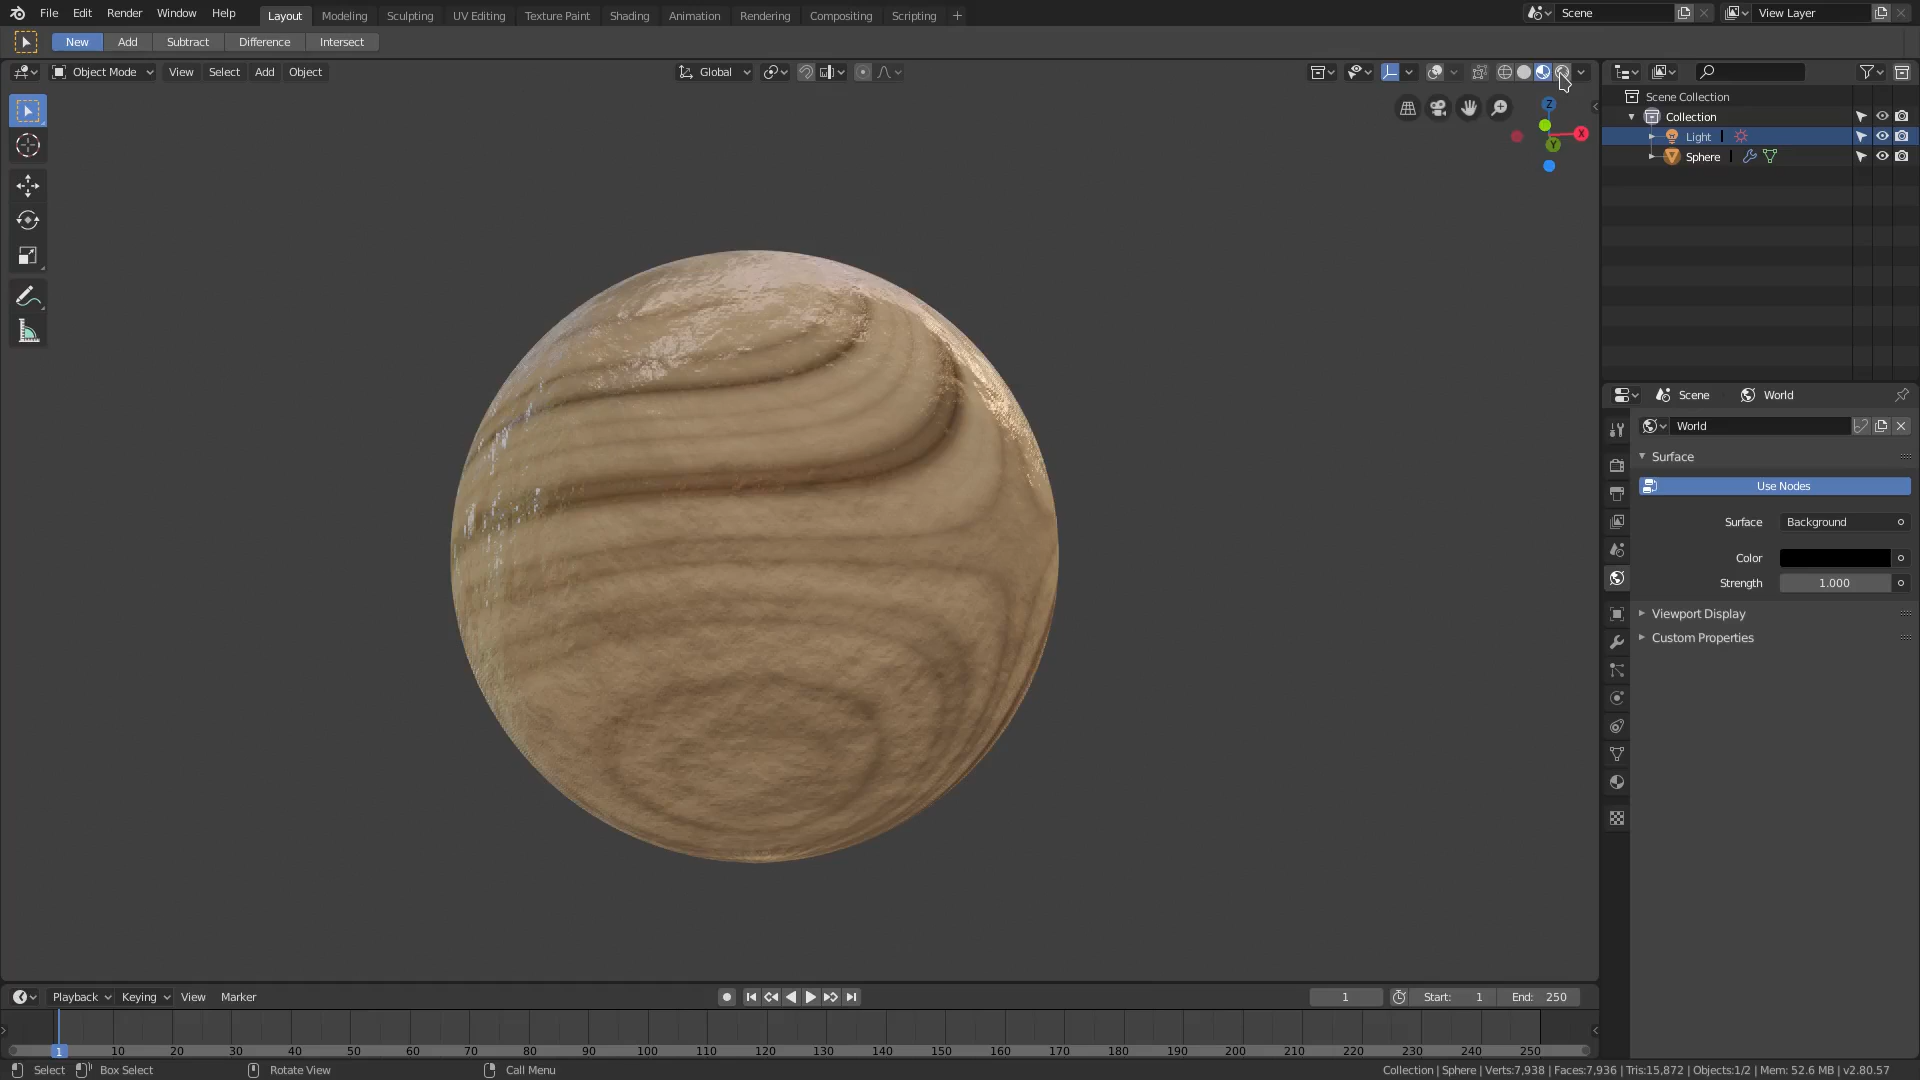 File Edit Render Window Help Layout Modeling Sculpting UV Editing Texture Paint Shading Animation Rendering Compositing Scripting + Scene View Layer
New Add Subtract Difference Intersect
Object Mode View Select Add Object Global
Z
X
Y
Scene Collection
Collection
Light
Sphere
Scene World
World
Surface
Use Nodes
Surface Background
Color
Strength 1.000
Viewport Display
Custom Properties
Playback Keying View Marker 1 Start: 1 End: 250
1 10 20 30 40 50 60 70 80 90 100 110 120 130 140 150 160 170 180 190 200 210 220 230 240 250
Select Box Select Rotate View Call Menu Collection | Sphere | Verts:7,938 | Faces:7,936 | Tris:15,872 | Objects:1/2 | Mem: 52.6 MB | v2.80.57